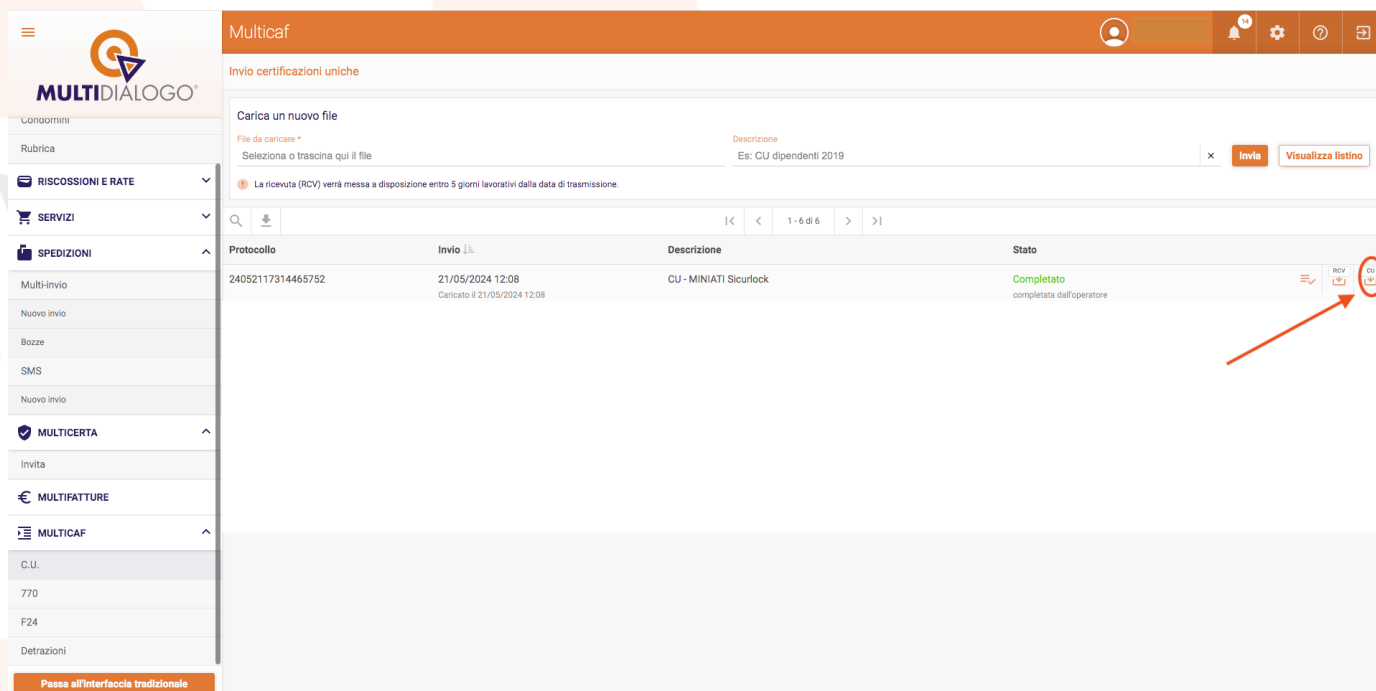 Multicaf
14
MULTIDIALOGO®
Invio certificazioni uniche
Condomini
Rubrica
RISCOSSIONI E RATE
SERVIZI
SPEDIZIONI
Multi-invio
Nuovo invio
Bozze
SMS
Nuovo invio
MULTICERTA
Invita
MULTIFATTURE
MULTICAF
C.U.
770
F24
Detrazioni
Passa all'interfaccia tradizionale
Carica un nuovo file
File da caricare * Descrizione
Seleziona o trascina qui il file Es: CU dipendenti 2019 Invia Visualizza listino
La ricevuta (RCV) verrà messa a disposizione entro 5 giorni lavorativi dalla data di trasmissione.
1 - 6 di 6
Protocollo Invio Descrizione Stato
24052117314465752 21/05/2024 12:08 CU - MINIATI Sicurlock Completato RCV CU
Caricato il 21/05/2024 12:08 completata dall'operatore